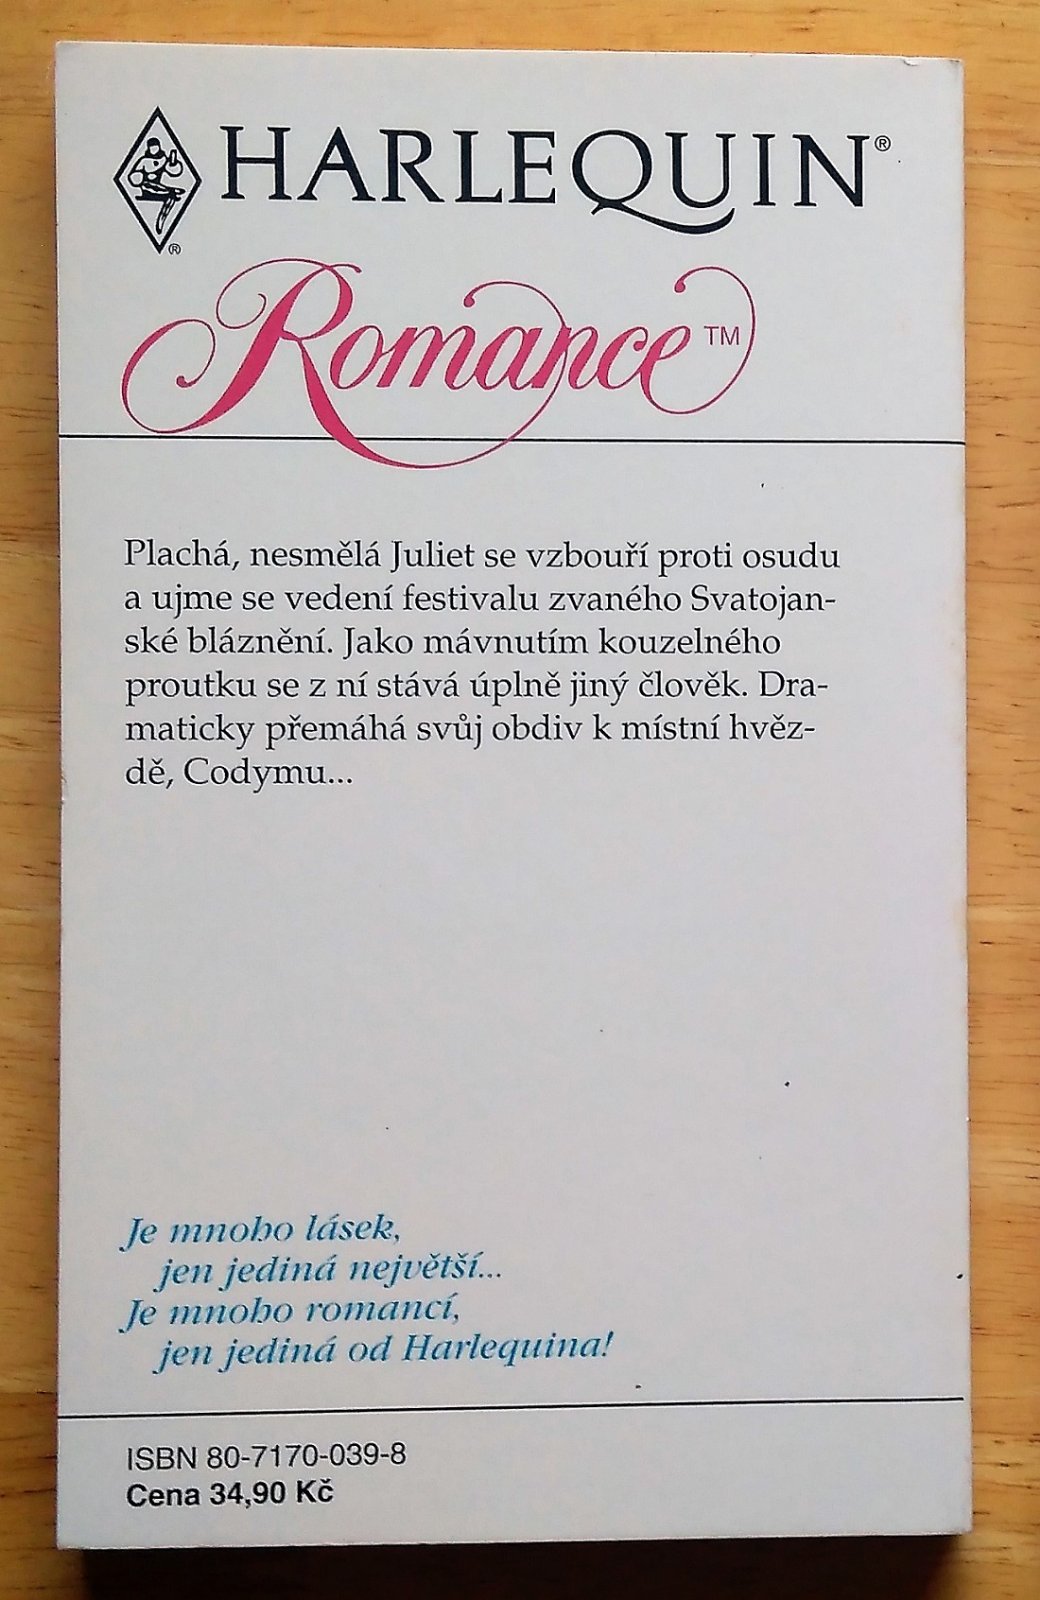 HARLEQUIN®
®
Romance™
Plachá, nesmělá Juliet se vzbouří proti osudu
a ujme se vedení festivalu zvaného Svatojan-
ské bláznění. Jako mávnutím kouzelného
proutku se z ní stává úplně jiný člověk. Dra-
maticky přemáhá svůj obdiv k místní hvěz-
dě, Codymu...
Je mnoho lásek,
jen jediná největší...
Je mnoho romancí,
jen jediná od Harlequina!
ISBN 80-7170-039-8
Cena 34,90 Kč